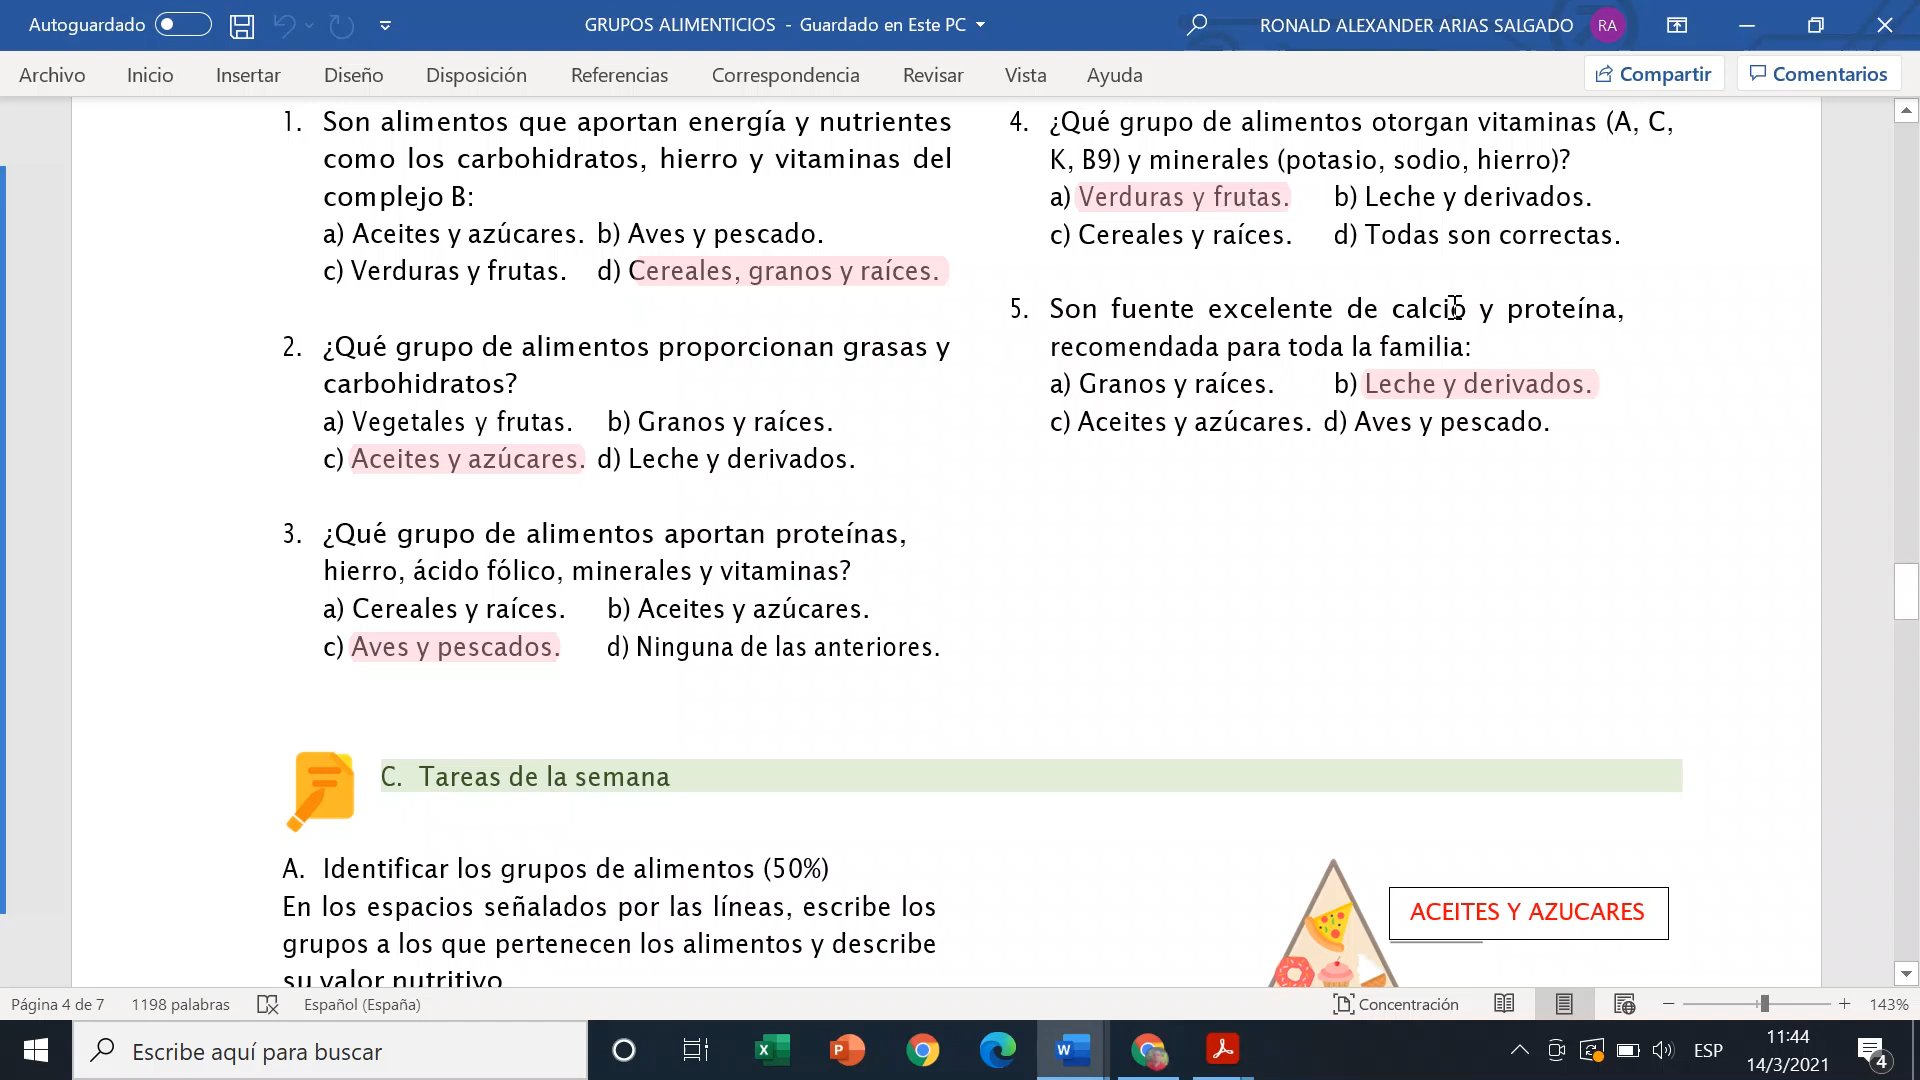 Autoguardado
GRUPOS ALIMENTICIOS - Guardado en Este PC
RONALD ALEXANDER ARIAS SALGADO
RA
Archivo Inicio Insertar Diseño Disposición Referencias Correspondencia Revisar Vista Ayuda
Compartir
Comentarios
1. Son alimentos que aportan energía y nutrientes
como los carbohidratos, hierro y vitaminas del
complejo B:
a) Aceites y azúcares. b) Aves y pescado.
c) Verduras y frutas. d) Cereales, granos y raíces.
2. ¿Qué grupo de alimentos proporcionan grasas y
carbohidratos?
a) Vegetales y frutas. b) Granos y raíces.
c) Aceites y azúcares. d) Leche y derivados.
3. ¿Qué grupo de alimentos aportan proteínas,
hierro, ácido fólico, minerales y vitaminas?
a) Cereales y raíces. b) Aceites y azúcares.
c) Aves y pescados. d) Ninguna de las anteriores.
4. ¿Qué grupo de alimentos otorgan vitaminas (A, C,
K, B9) y minerales (potasio, sodio, hierro)?
a) Verduras y frutas. b) Leche y derivados.
c) Cereales y raíces. d) Todas son correctas.
5. Son fuente excelente de calcio y proteína,
recomendada para toda la familia:
a) Granos y raíces. b) Leche y derivados.
c) Aceites y azúcares. d) Aves y pescado.
C. Tareas de la semana
A. Identificar los grupos de alimentos (50%)
En los espacios señalados por las líneas, escribe los
grupos a los que pertenecen los alimentos y describe
su valor nutritivo
ACEITES Y AZUCARES
Página 4 de 7 1198 palabras Español (España)
Concentración
143%
Escribe aquí para buscar
ESP
11:44
14/3/2021
4